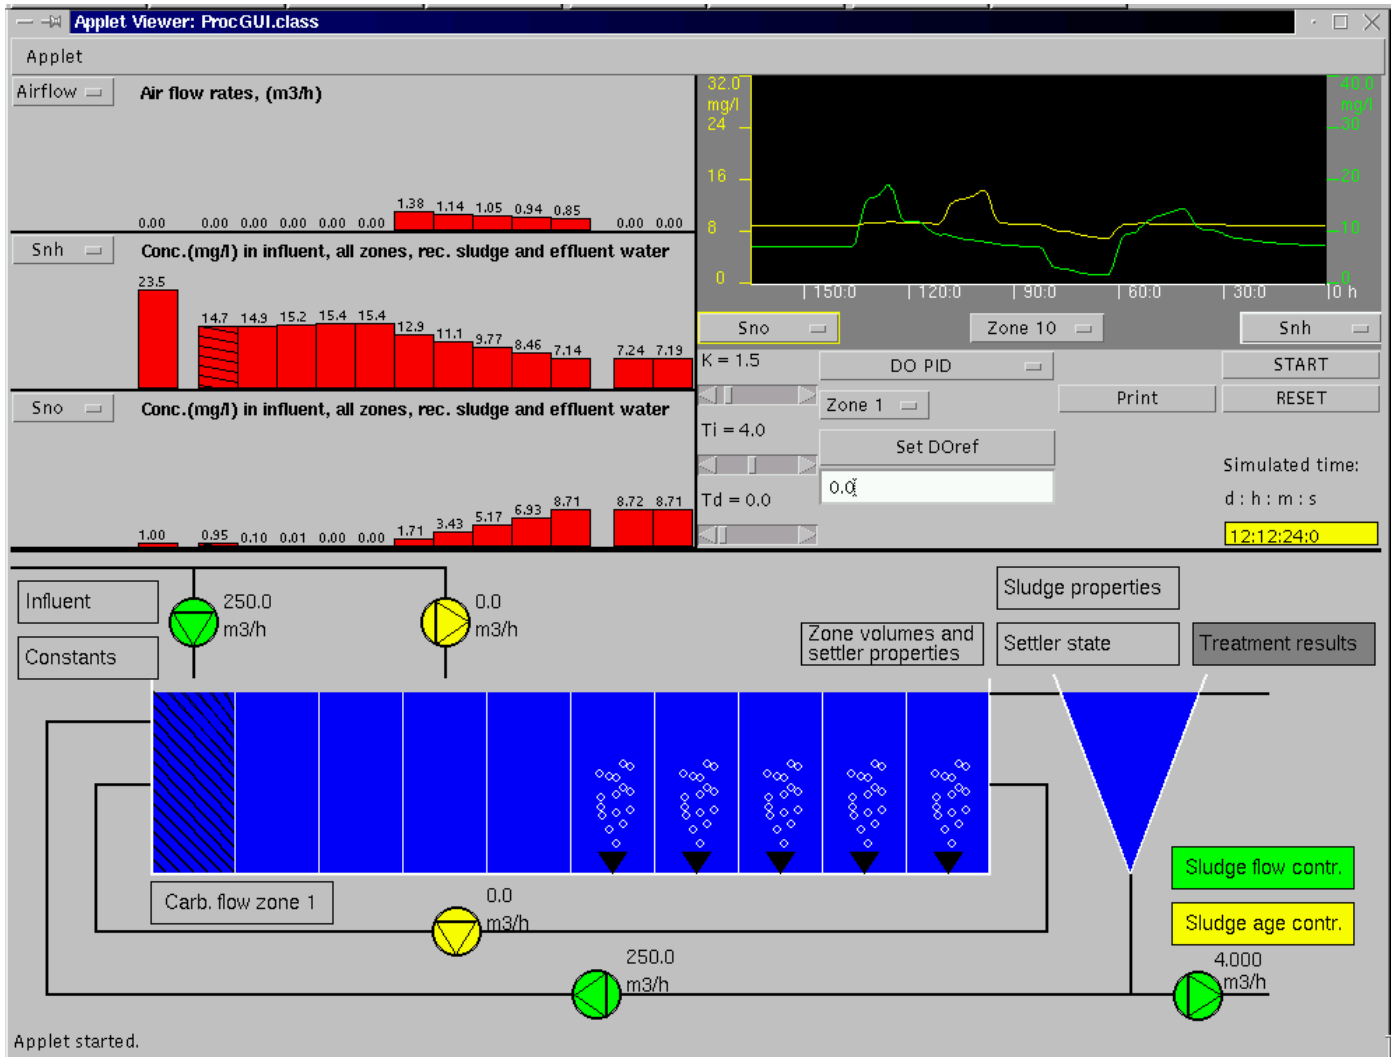 Applet Viewer: ProcGUI.class
Applet
Airflow
Air flow rates, (m3/h)
0.00 0.00 0.00 0.00 0.00 0.00 1.38 1.14 1.05 0.94 0.85 0.00 0.00
Snh
Conc.(mg/l) in influent, all zones, rec. sludge and effluent water
23.5 14.7 14.9 15.2 15.4 15.4 12.9 11.1 9.77 8.46 7.14 7.24 7.19
Sno
Conc.(mg/l) in influent, all zones, rec. sludge and effluent water
1.00 0.95 0.10 0.01 0.00 0.00 1.71 3.43 5.17 6.93 8.71 8.72 8.71
32.0
mg/l
24
16
8
0
40.0
mg/l
30
20
10
0
150:0 120:0 90:0 60:0 30:0 0 h
Sno Zone 10 Snh
K = 1.5
Ti = 4.0
Td = 0.0
DO PID
Zone 1
Set DOref
0.0
Print
START
RESET
Simulated time:
d : h : m : s
12:12:24:0
Influent
Constants
250.0
m3/h
0.0
m3/h
Sludge properties
Zone volumes and
settler properties
Settler state
Treatment results
Carb. flow zone 1
0.0
m3/h
250.0
m3/h
Sludge flow contr.
Sludge age contr.
4.000
m3/h
Applet started.